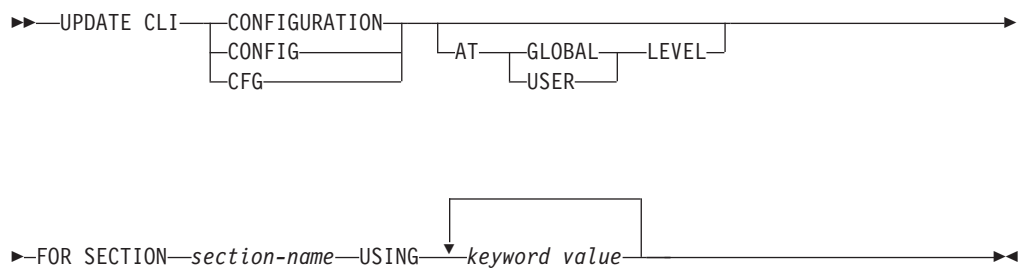 UPDATE CLI CONFIGURATION
CONFIG
CFG
AT GLOBAL LEVEL
USER
FOR SECTION section-name USING keyword value